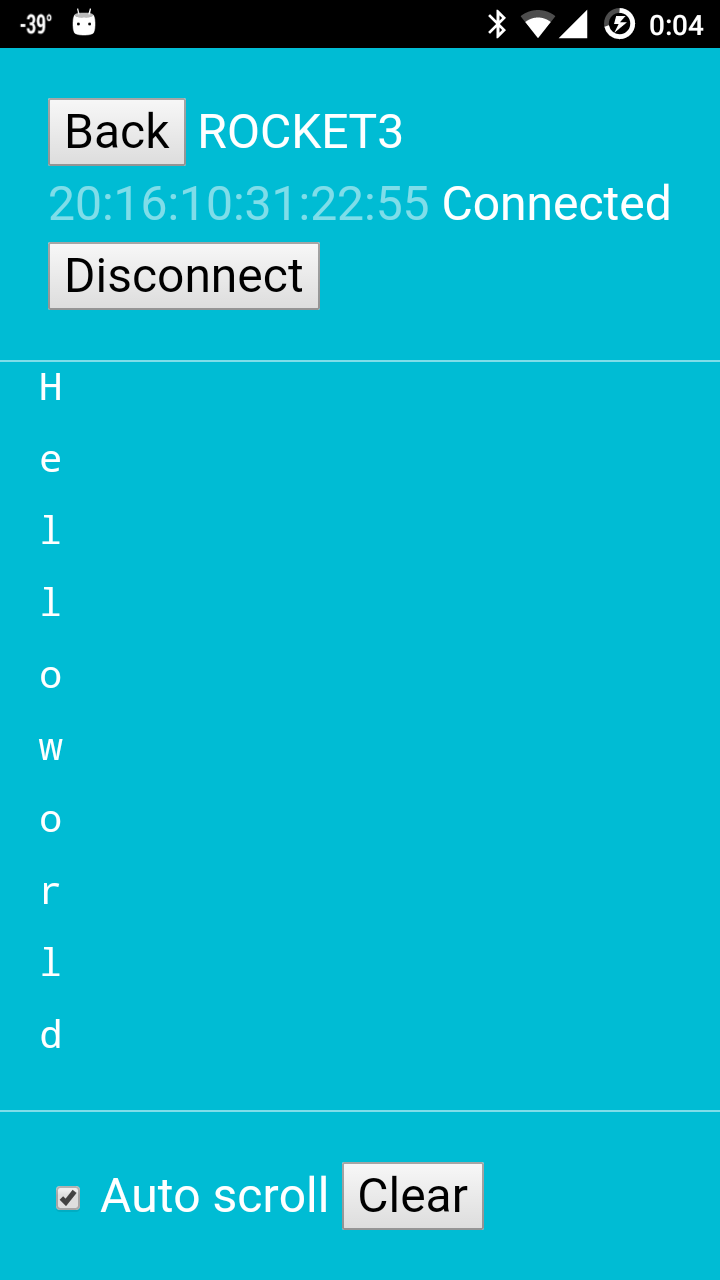 -39° 0:04
Back ROCKET3
20:16:10:31:22:55 Connected
Disconnect
H
e
l
l
o
w
o
r
l
d
Auto scroll Clear